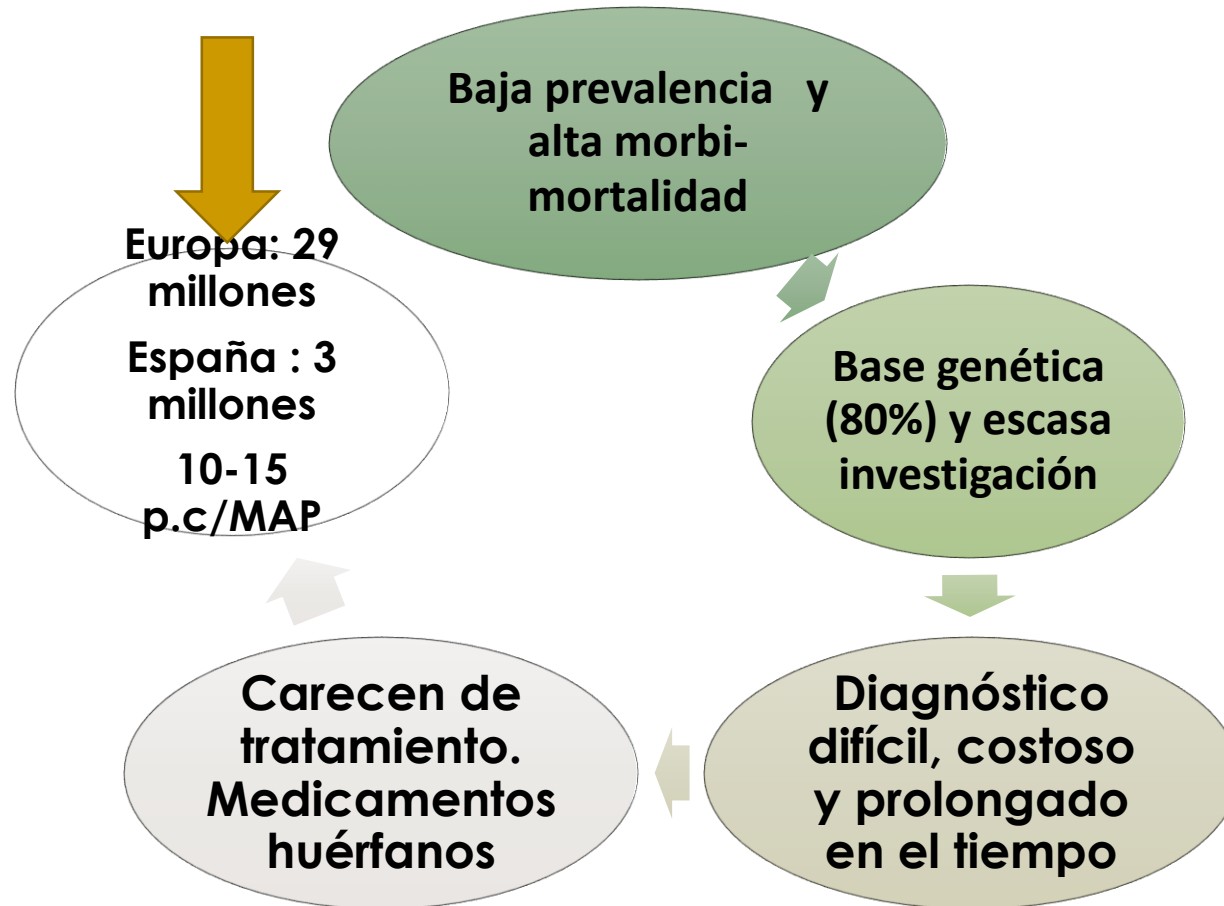 Baja prevalencia y
alta morbi-
mortalidad
Base genética
(80%) y escasa
investigación
Diagnóstico
difícil, costoso
y prolongado
en el tiempo
Carecen de
tratamiento.
Medicamentos
huérfanos
Europa: 29
millones
España : 3
millones
10-15
p.c/MAP